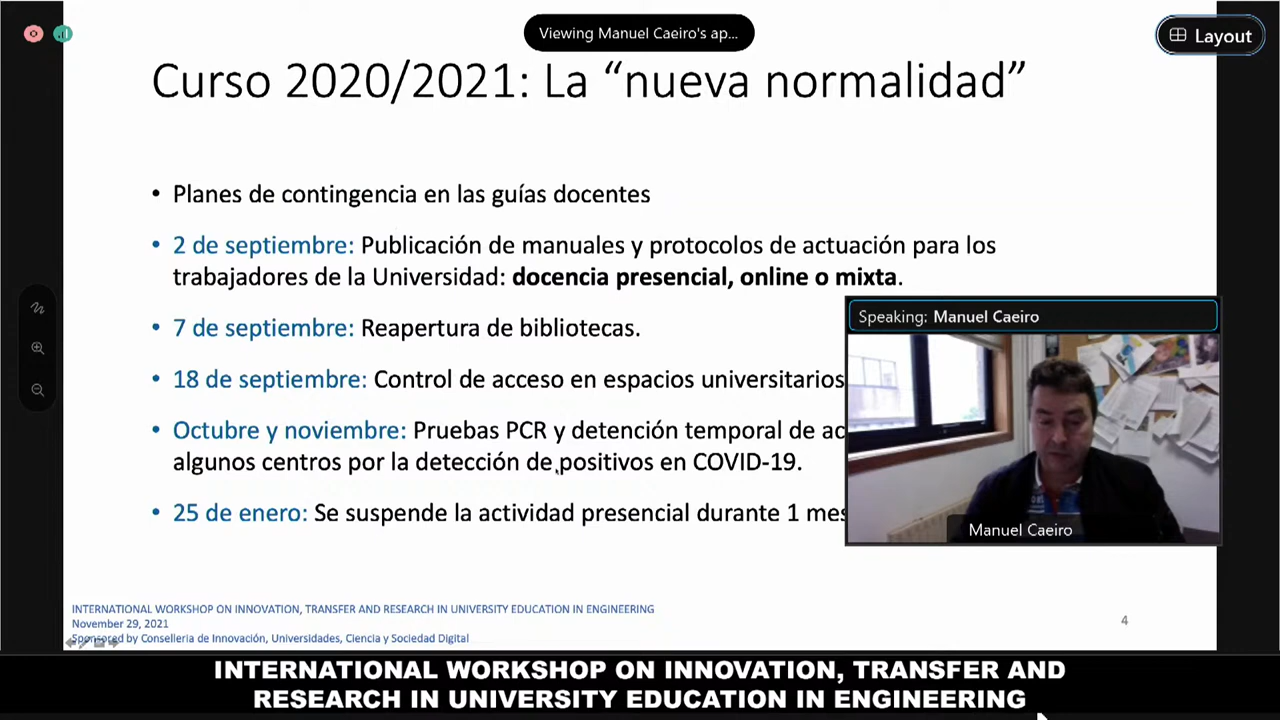 Viewing Manuel Caeiro's ap...
Layout
Curso 2020/2021: La “nueva normalidad”
• Planes de contingencia en las guías docentes
• 2 de septiembre: Publicación de manuales y protocolos de actuación para los
trabajadores de la Universidad: docencia presencial, online o mixta.
• 7 de septiembre: Reapertura de bibliotecas.
• 18 de septiembre: Control de acceso en espacios universitarios
• Octubre y noviembre: Pruebas PCR y detención temporal de
algunos centros por la detección de positivos en COVID-19.
• 25 de enero: Se suspende la actividad presencial durante 1 mes
Speaking: Manuel Caeiro
Manuel Caeiro
INTERNATIONAL WORKSHOP ON INNOVATION, TRANSFER AND RESEARCH IN UNIVERSITY EDUCATION IN ENGINEERING
November 29, 2021
Sponsored by Conselleria de Innovación, Universidades, Ciencia y Sociedad Digital
4
INTERNATIONAL WORKSHOP ON INNOVATION, TRANSFER AND
RESEARCH IN UNIVERSITY EDUCATION IN ENGINEERING